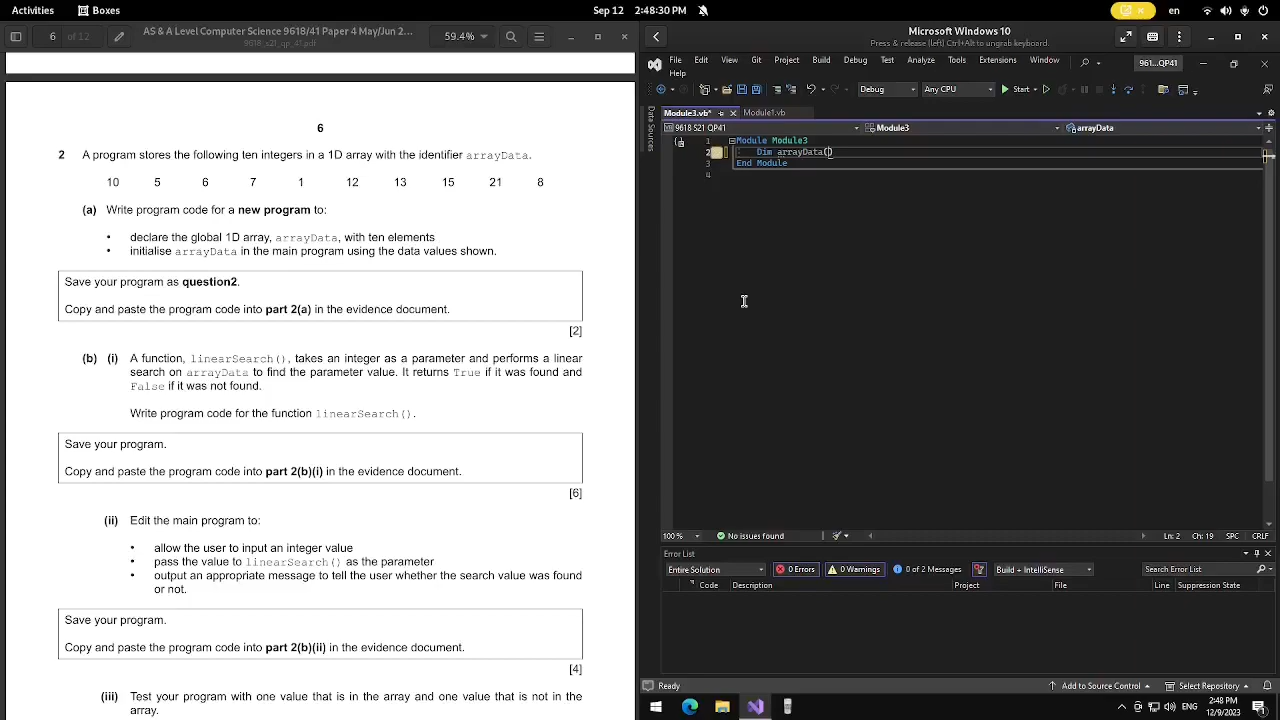 Activities
Boxes
Sep 12 2:48:30 PM
en
6 of 12
AS & A Level Computer Science 9618/41 Paper 4 May/Jun 2...
9618_s21_qp_41.pdf
59.4%
Microsoft Windows 10
Press & release (left) Ctrl+Alt to ungrab keyboard.
File Edit View Git Project Build Debug Test Analyze Tools Extensions Window
Help
961...QP41
Debug Any CPU Start
Data Sources
Module3.vb* Module1.vb
9618 S21 QP41 Module3 arrayData
1 Module Module3
2 Dim arrayData()
3 End Module
4
6
2 A program stores the following ten integers in a 1D array with the identifier arrayData.
10 5 6 7 1 12 13 15 21 8
(a) Write program code for a new program to:
• declare the global 1D array, arrayData, with ten elements
• initialise arrayData in the main program using the data values shown.
Save your program as question2.
Copy and paste the program code into part 2(a) in the evidence document.
[2]
(b) (i) A function, linearSearch(), takes an integer as a parameter and performs a linear
search on arrayData to find the parameter value. It returns True if it was found and
False if it was not found.
Write program code for the function linearSearch().
Save your program.
Copy and paste the program code into part 2(b)(i) in the evidence document.
[6]
(ii) Edit the main program to:
• allow the user to input an integer value
• pass the value to linearSearch() as the parameter
• output an appropriate message to tell the user whether the search value was found
or not.
Save your program.
Copy and paste the program code into part 2(b)(ii) in the evidence document.
[4]
(iii) Test your program with one value that is in the array and one value that is not in the
array.
100% No issues found Ln: 2 Ch: 19 SPC CRLF
Error List
Entire Solution 0 Errors 0 Warnings 0 of 2 Messages Build + IntelliSense Search Error List
Code Description Project File Line Suppression State
Ready Add to Source Control Select Repository
2:48 PM
12/9/2023